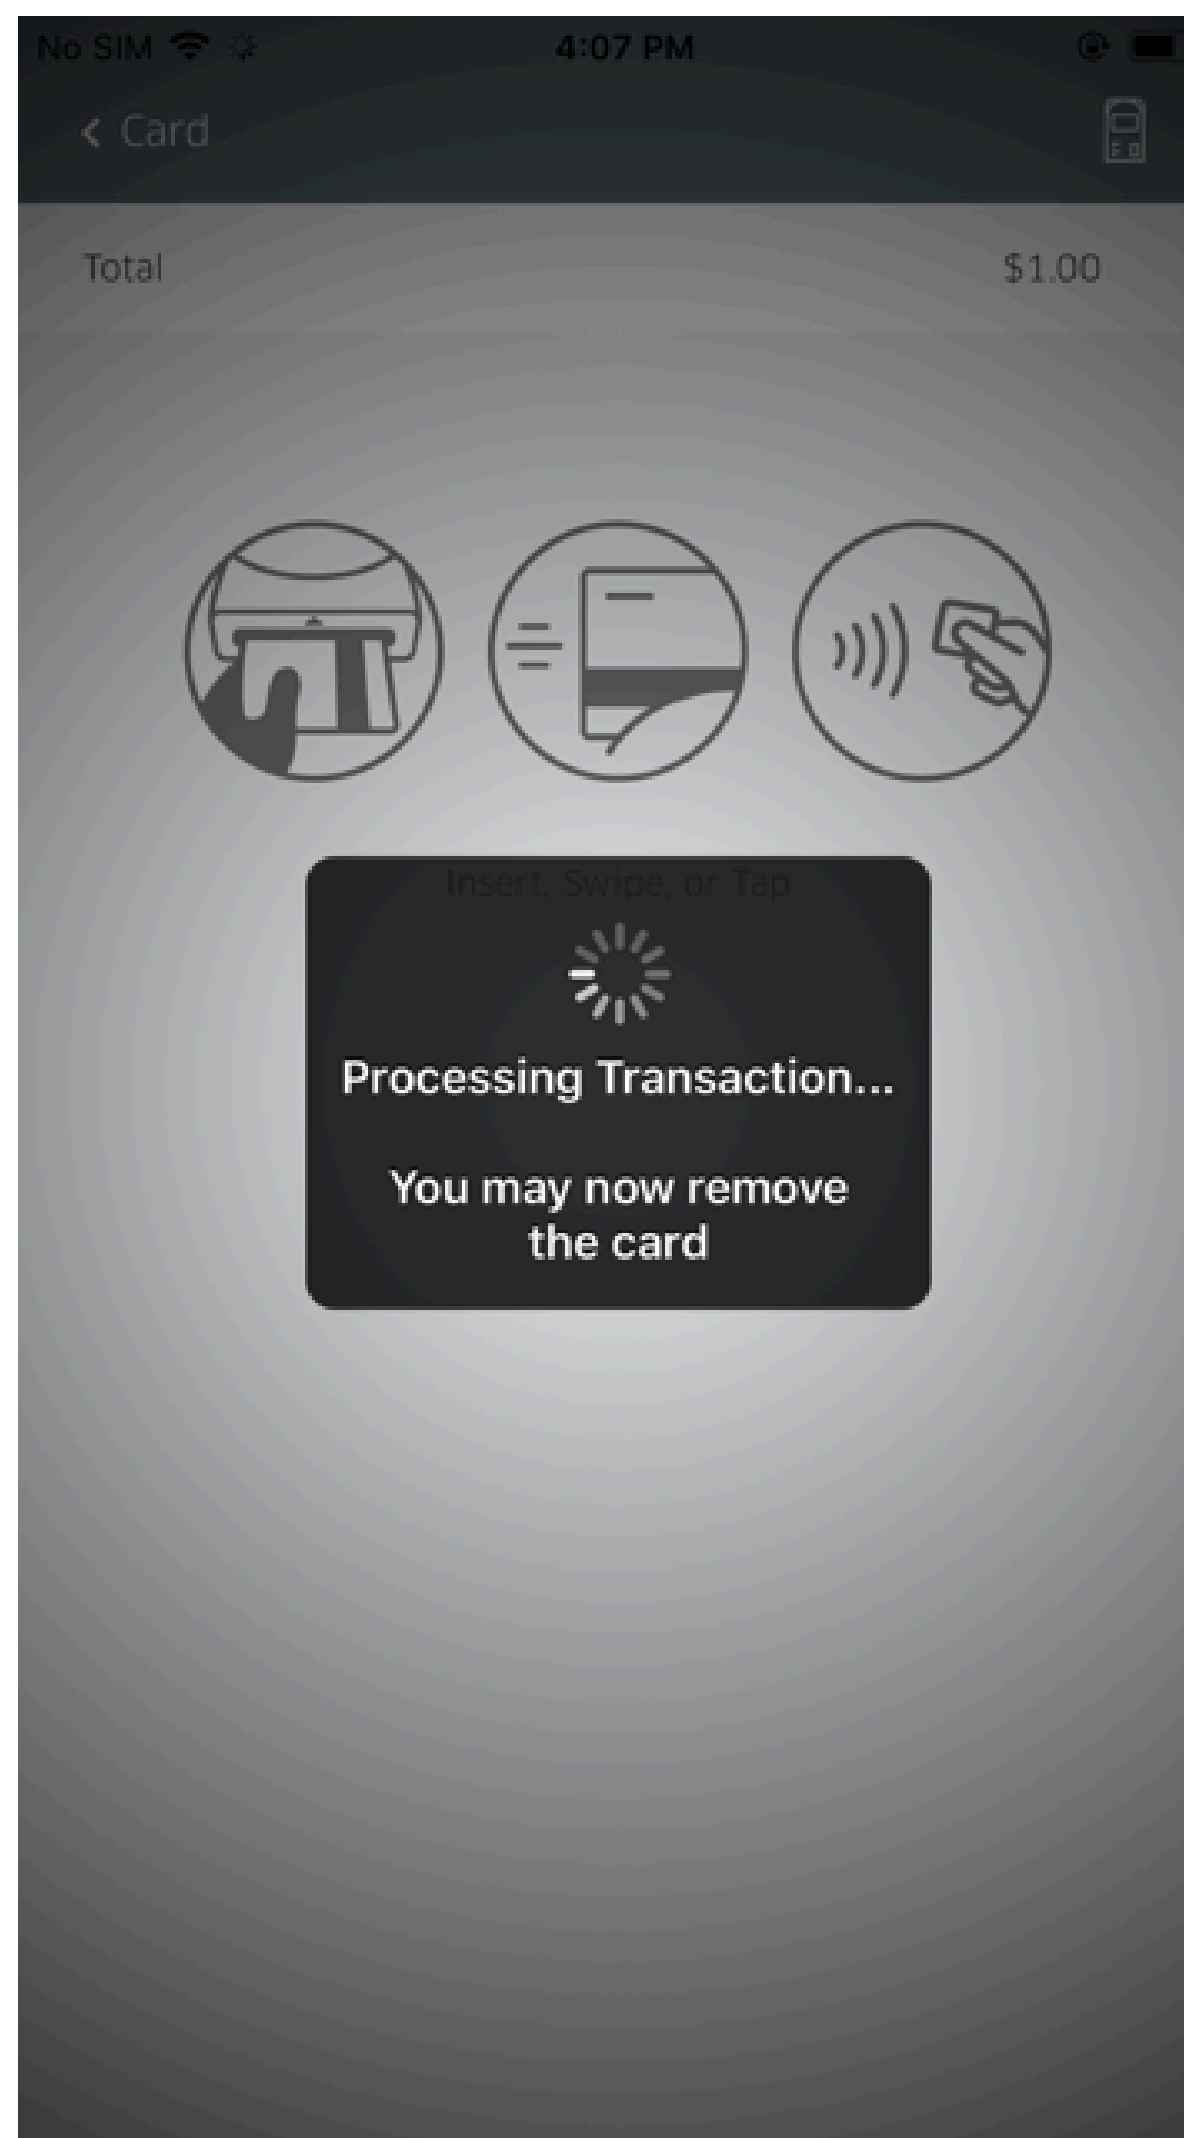 No SIM 4:07 PM
Card
Total $1.00
Insert, Swipe, or Tap
Processing Transaction...
You may now remove
the card